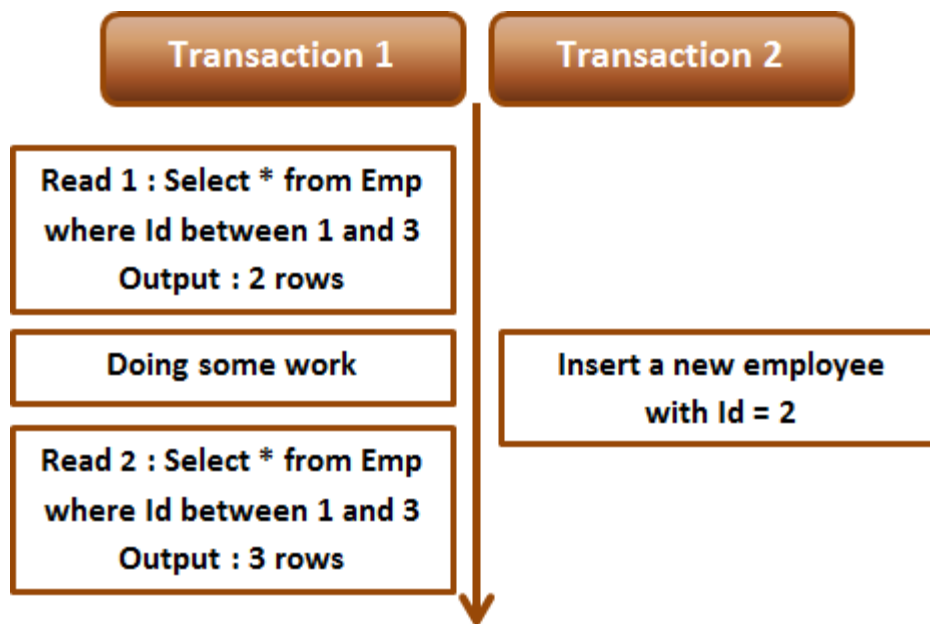 Transaction 1
Transaction 2
Read 1 : Select * from Emp
where Id between 1 and 3
Output : 2 rows
Doing some work
Insert a new employee
with Id = 2
Read 2 : Select * from Emp
where Id between 1 and 3
Output : 3 rows